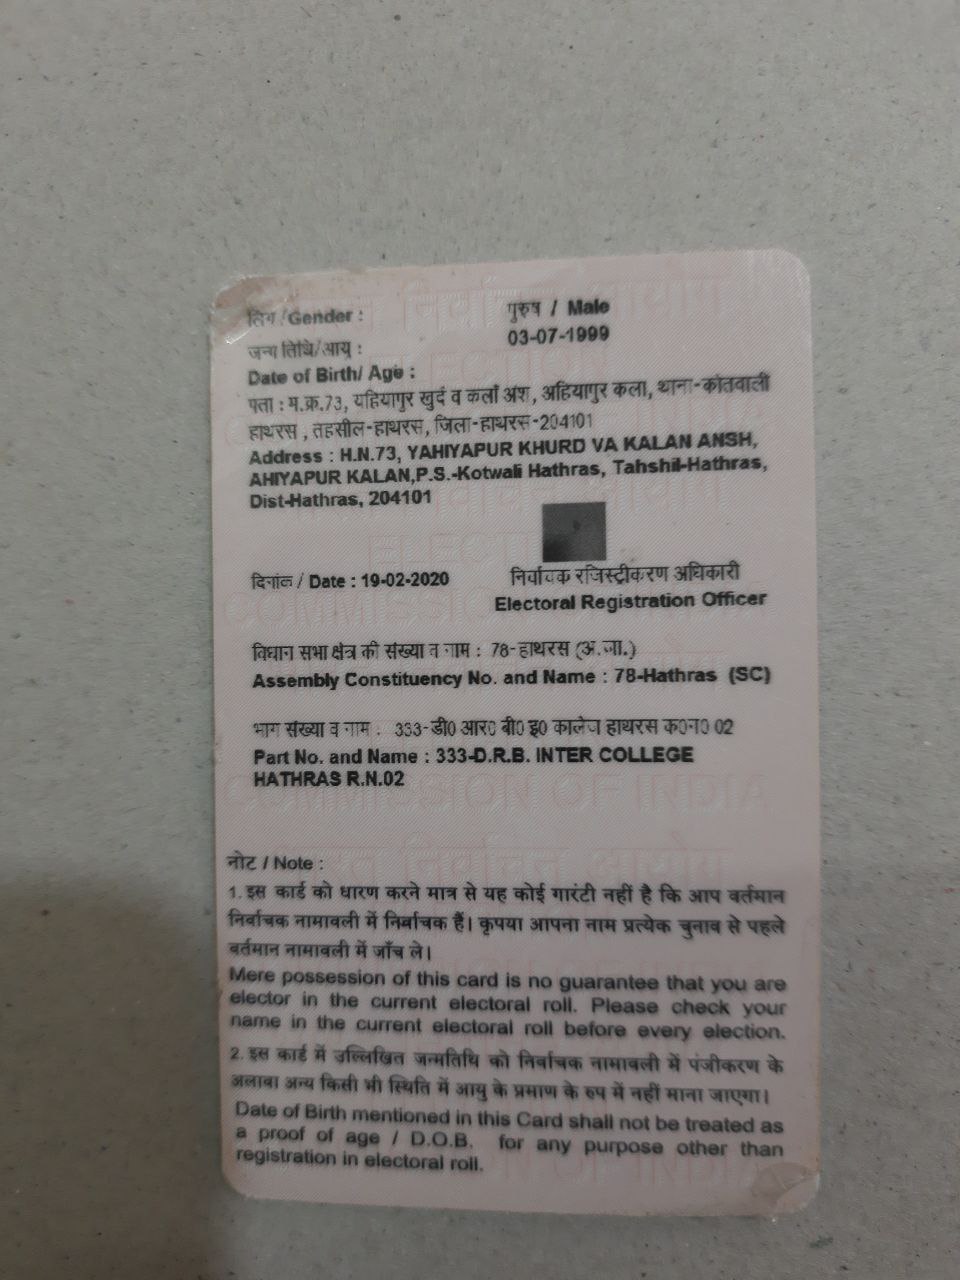 लिंग /Gender : पुरुष / Male
जन्म तिथि/आयु : 03-07-1999
Date of Birth/ Age :
पता : म.क्र.73, यहियापुर खुर्द व कलाँ अंश, अहियापुर कला, थाना-कोतवाली
हाथरस , तहसील-हाथरस, जिला-हाथरस-204101
Address : H.N.73, YAHIYAPUR KHURD VA KALAN ANSH,
AHIYAPUR KALAN,P.S.-Kotwali Hathras, Tahshil-Hathras,
Dist-Hathras, 204101
दिनांक / Date : 19-02-2020
निर्वाचक रजिस्ट्रीकरण अधिकारी
Electoral Registration Officer
विधान सभा क्षेत्र की संख्या व नाम : 78-हाथरस (अ.जा.)
Assembly Constituency No. and Name : 78-Hathras (SC)
भाग संख्या व नाम : 333-डी0 आर0 बी0 इ0 कालेज हाथरस क0न0 02
Part No. and Name : 333-D.R.B. INTER COLLEGE
HATHRAS R.N.02
नोट / Note :
1. इस कार्ड को धारण करने मात्र से यह कोई गारंटी नहीं है कि आप वर्तमान
निर्वाचक नामावली में निर्वाचक हैं। कृपया आपना नाम प्रत्येक चुनाव से पहले
वर्तमान नामावली में जाँच ले।
Mere possession of this card is no guarantee that you are
elector in the current electoral roll. Please check your
name in the current electoral roll before every election.
2. इस कार्ड में उल्लिखित जन्मतिथि को निर्वाचक नामावली में पंजीकरण के
अलावा अन्य किसी भी स्थिति में आयु के प्रमाण के रुप में नहीं माना जाएगा।
Date of Birth mentioned in this Card shall not be treated as
a proof of age / D.O.B. for any purpose other than
registration in electoral roll.